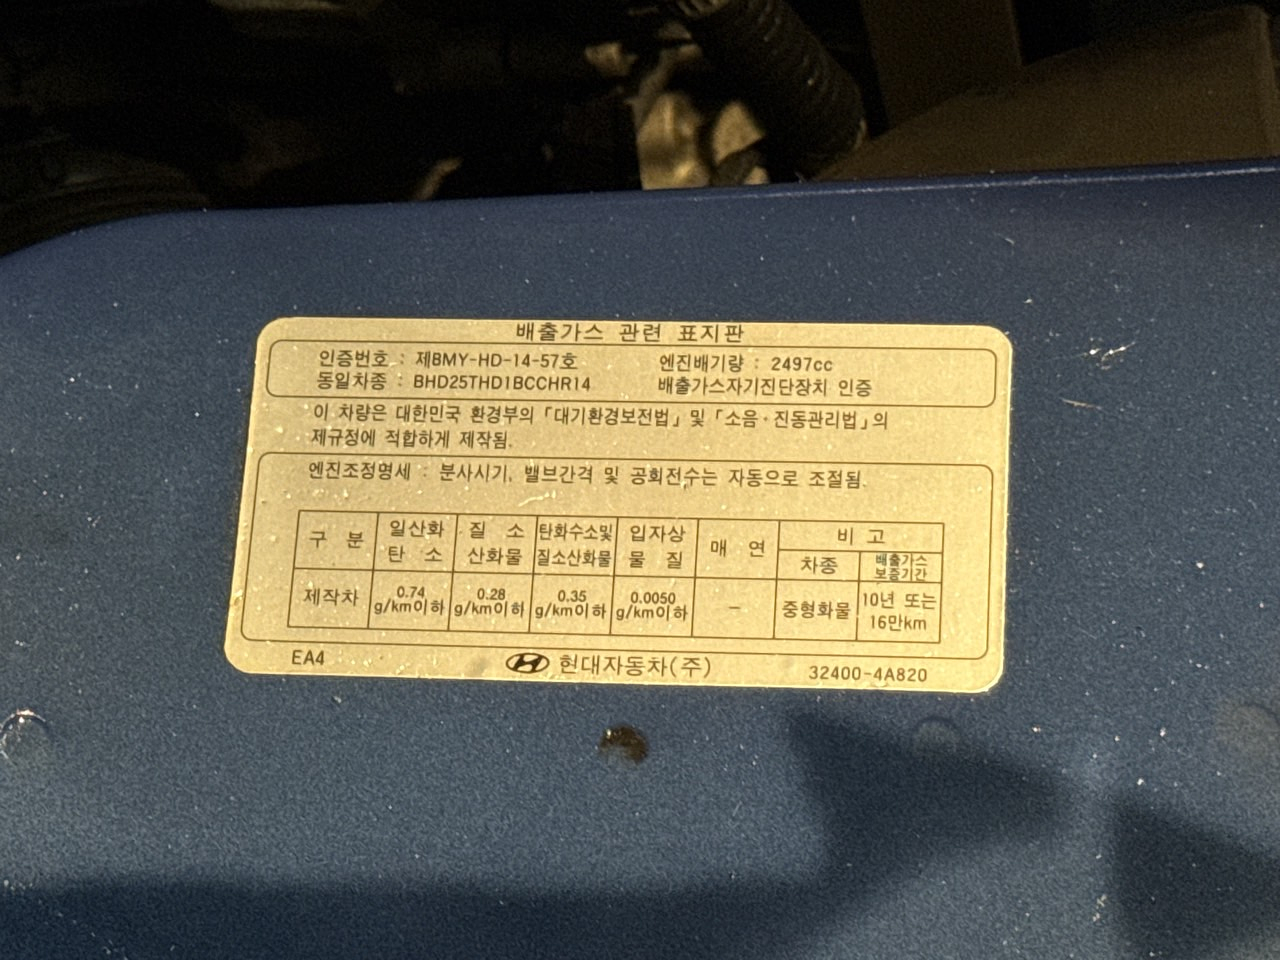 배출가스 관련 표지판
인증번호 : 제BMY-HD-14-57호 엔진배기량 : 2497cc
동일차종 : BHD25THD1BCCHR14 배출가스자기진단장치 인증
이 차량은 대한민국 환경부의 「대기환경보전법」 및 「소음·진동관리법」의
제규정에 적합하게 제작됨.
엔진조정명세 : 분사시기, 밸브간격 및 공회전수는 자동으로 조절됨.
구 분 일산화탄 소 질 소산화물 탄화수소및질소산화물 입자상물 질 매 연 비 고
차종 배출가스보증기간
제작차 0.74g/km이하 0.28g/km이하 0.35g/km이하 0.0050g/km이하 - 중형화물 10년 또는16만km
EA4 현대자동차(주) 32400-4A820